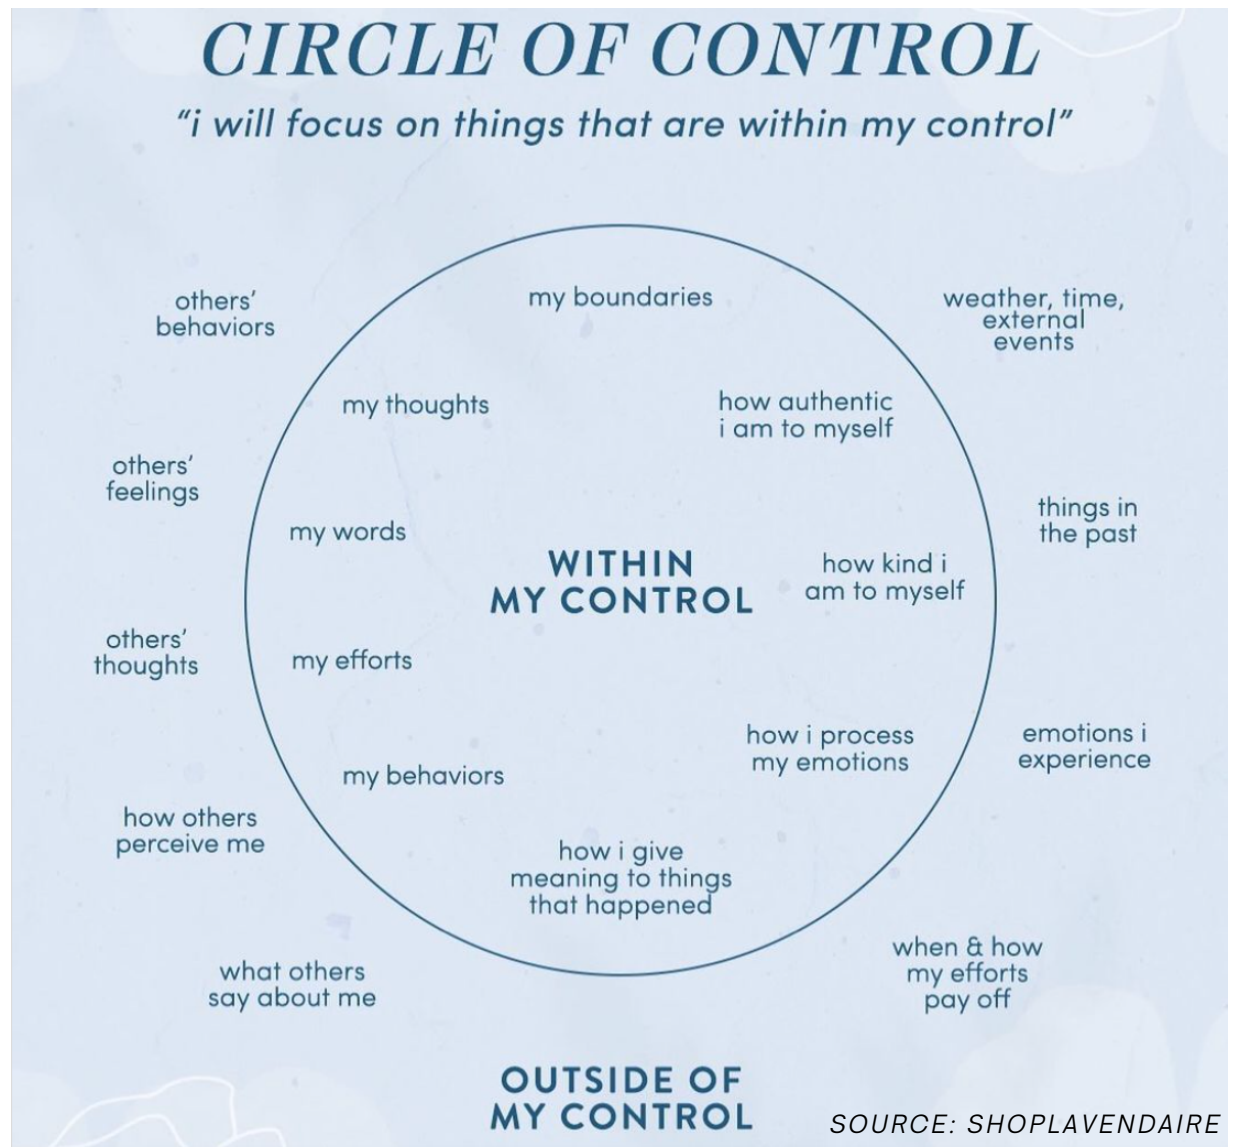 CIRCLE OF CONTROL
“i will focus on things that are within my control”
others’
behaviors
my boundaries
weather, time,
external
events
my thoughts
how authentic
i am to myself
others’
feelings
my words
things in
the past
WITHIN
MY CONTROL
how kind i
am to myself
others’
thoughts
my efforts
how i process
my emotions
emotions i
experience
my behaviors
how others
perceive me
how i give
meaning to things
that happened
what others
say about me
when & how
my efforts
pay off
OUTSIDE OF
MY CONTROL
SOURCE: SHOPLAVENDAIRE